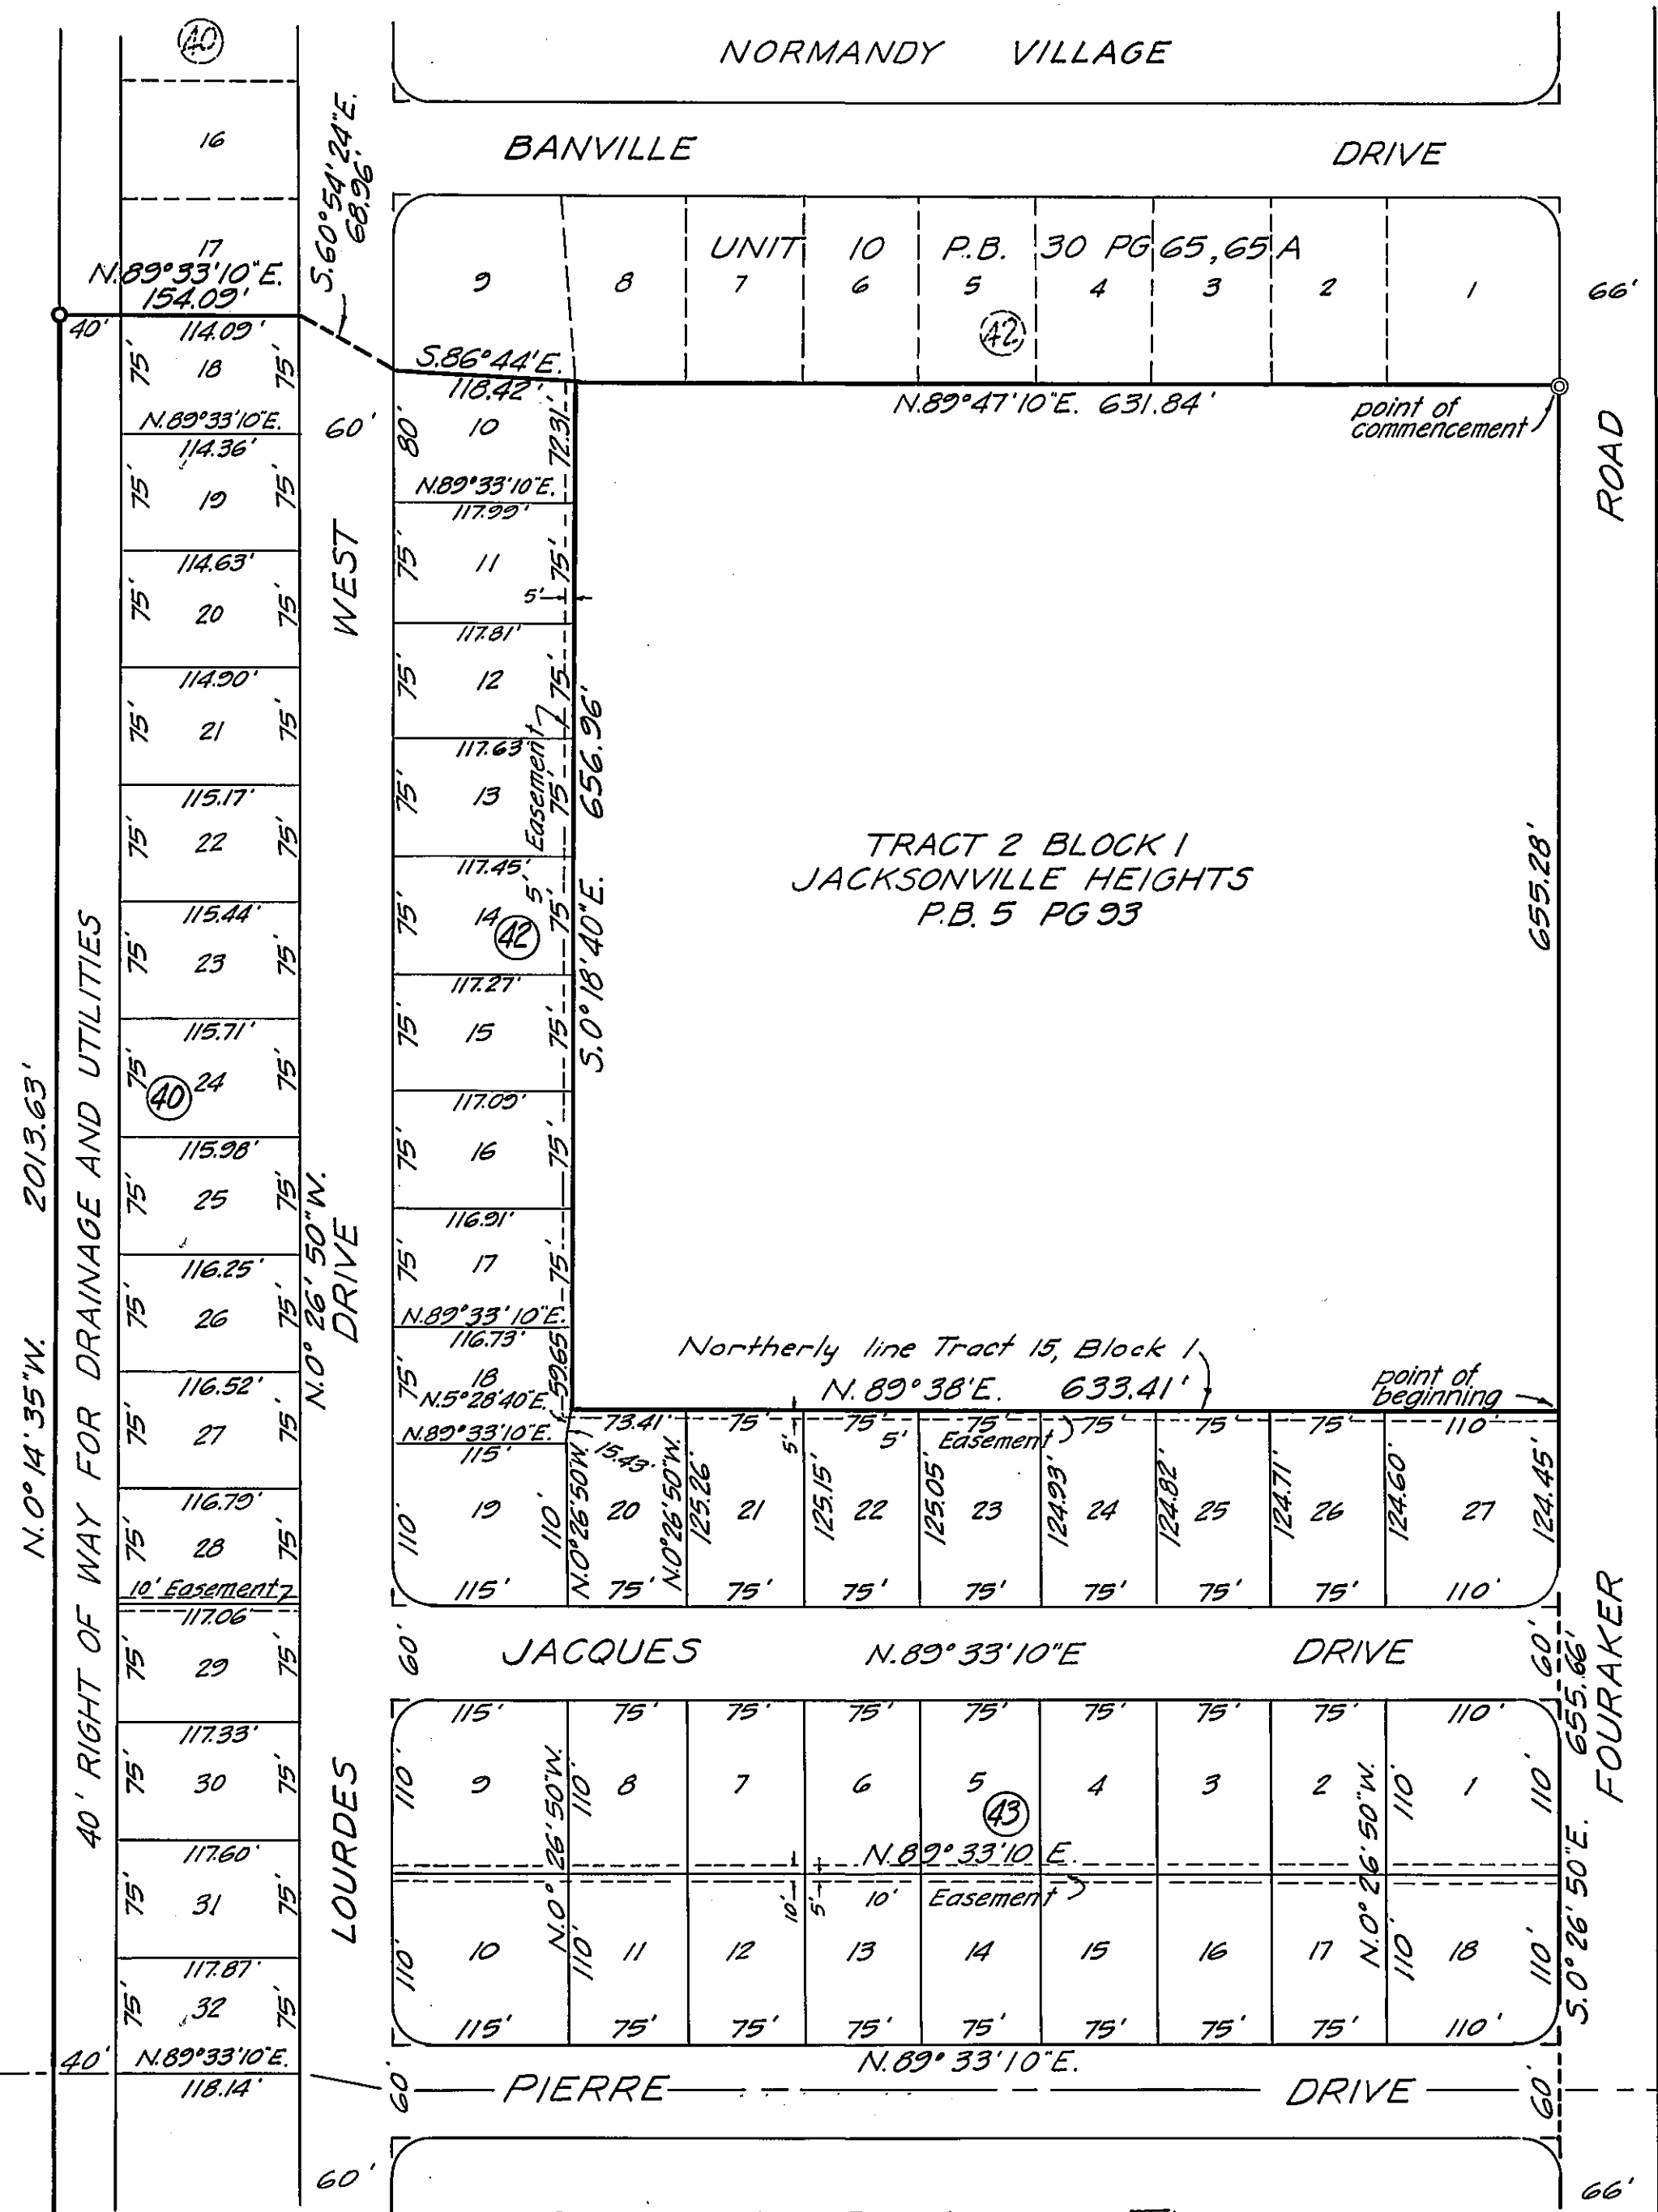 40
NORMANDY VILLAGE
16
S.60°54'24"E.
68.96'
BANVILLE DRIVE
17
N.89°33'10"E.
154.09'
UNIT 10 P.B. 30 PG 65,65A
9 8 7 6 5 4 3 2 1
42
66'
40'
114.09'
75' 18 75'
N.89°33'10"E.
S.86°44'E.
118.42'
80' 10 72.31'
N.89°33'10"E.
N.89°47'10"E. 631.84'
point of
commencement
60'
WEST
ROAD
114.36'
75' 19 75'
114.63'
75' 20 75'
114.90'
75' 21 75'
115.17'
75' 22 75'
115.44'
75' 23 75'
115.71'
75' 24 75'
40
115.98'
75' 25 75'
116.25'
75' 26 75'
116.52'
75' 27 75'
116.79'
75' 28 75'
10' Easement
117.06'
75' 29 75'
117.33'
75' 30 75'
117.60'
75' 31 75'
117.87'
75' 32 75'
40' N.89°33'10"E.
118.14'
N.0°14'35"W. 2013.63'
40' RIGHT OF WAY FOR DRAINAGE AND UTILITIES
N.0°26'50"W.
DRIVE
LOURDES
117.99'
75' 11 75'
5'
117.81'
75' 12 75'
117.63'
75' 13 75'
5' Easement
117.45'
75' 14 75'
42
117.27'
75' 15 75'
117.09'
75' 16 75'
116.91'
75' 17 75'
N.89°33'10"E.
116.73'
75' 18 59.65
N.5°28'40"E.
N.89°33'10"E.
115'
S.0°18'40"E. 656.96'
TRACT 2 BLOCK 1
JACKSONVILLE HEIGHTS
P.B. 5 PG 93
655.28'
Northerly line Tract 15, Block 1
N.89°38'E. 633.41'
point of
beginning
73.41' 75' 75' 75' 75' 75' 75' 110'
15.43'
5' 5' Easement
110' 19 110' N.0°26'50"W. 20 N.0°26'50"W. 125.26' 21 125.15' 22 125.05' 23 124.93' 24 124.82' 25 124.71' 26 124.60' 27 124.45'
115' 75' 75' 75' 75' 75' 75' 75' 110'
60' JACQUES N.89°33'10"E DRIVE 60'
115' 75' 75' 75' 75' 75' 75' 75' 110'
110' 9 110' 8 7 6 5 4 3 2 110' 1 110'
43
N.0°26'50"W.
N.0°26'50"W.
N.89°33'10 E.
10' 5' 10' Easement
110' 10 110' 11 12 13 14 15 16 17 110' 18 110'
115' 75' 75' 75' 75' 75' 75' 75' 110'
N.89°33'10"E.
60' PIERRE DRIVE 60'
S.0°26'50"E. 655.66'
FOURAKER
60'
66'